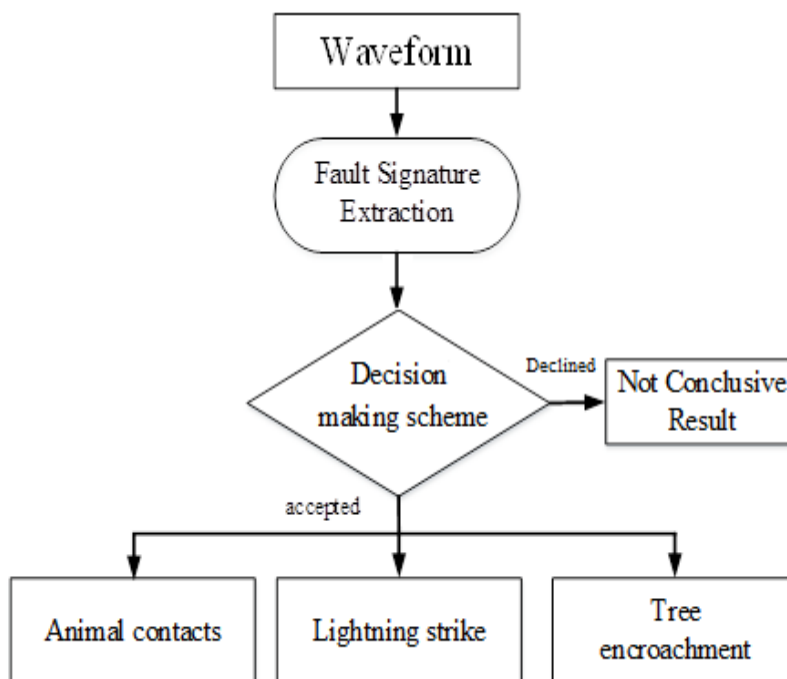 Waveform
Fault Signature
Extraction
Decision
making scheme
Declined
Not Conclusive
Result
accepted
Animal contacts
Lightning strike
Tree
encroachment